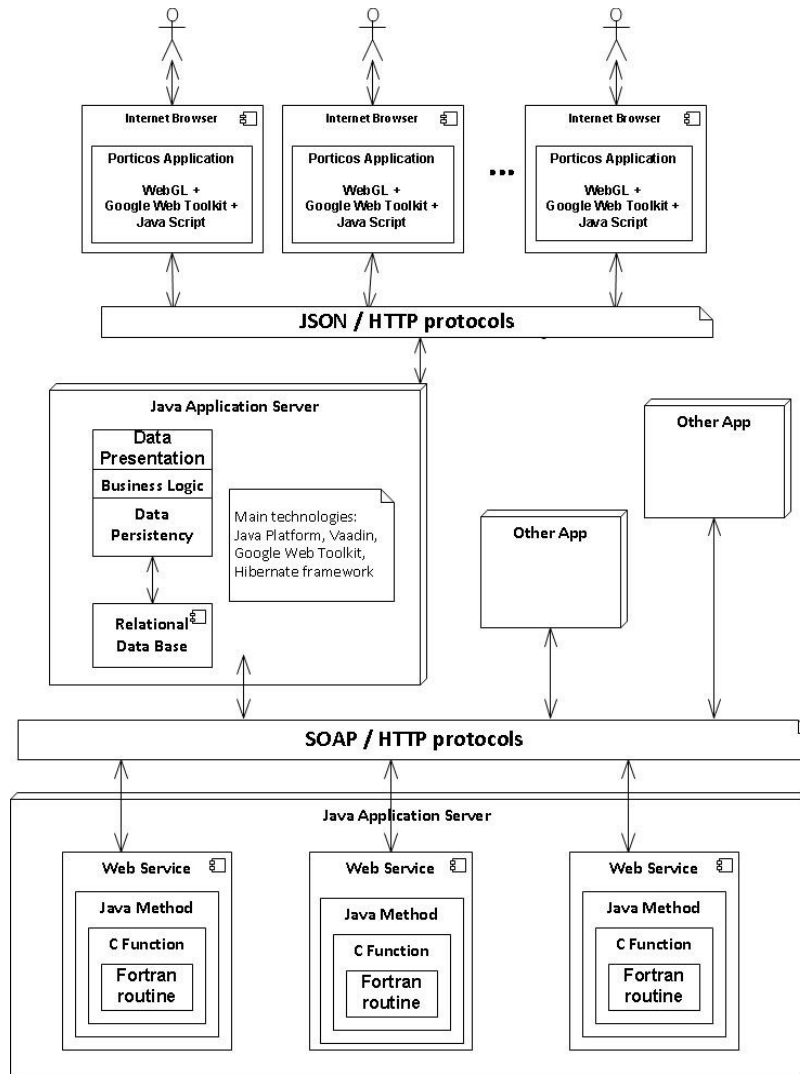 Internet Browser
Porticos Application
WebGL +
Google Web Toolkit +
Java Script
Internet Browser
Porticos Application
WebGL +
Google Web Toolkit +
Java Script
...
Internet Browser
Porticos Application
WebGL +
Google Web Toolkit +
Java Script
JSON / HTTP protocols
Java Application Server
Data
Presentation
Business Logic
Data
Persistency
Relational
Data Base
Main technologies:
Java Platform, Vaadin,
Google Web Toolkit,
Hibernate framework
Other App
Other App
SOAP / HTTP protocols
Java Application Server
Web Service
Java Method
C Function
Fortran
routine
Web Service
Java Method
C Function
Fortran
routine
Web Service
Java Method
C Function
Fortran
routine